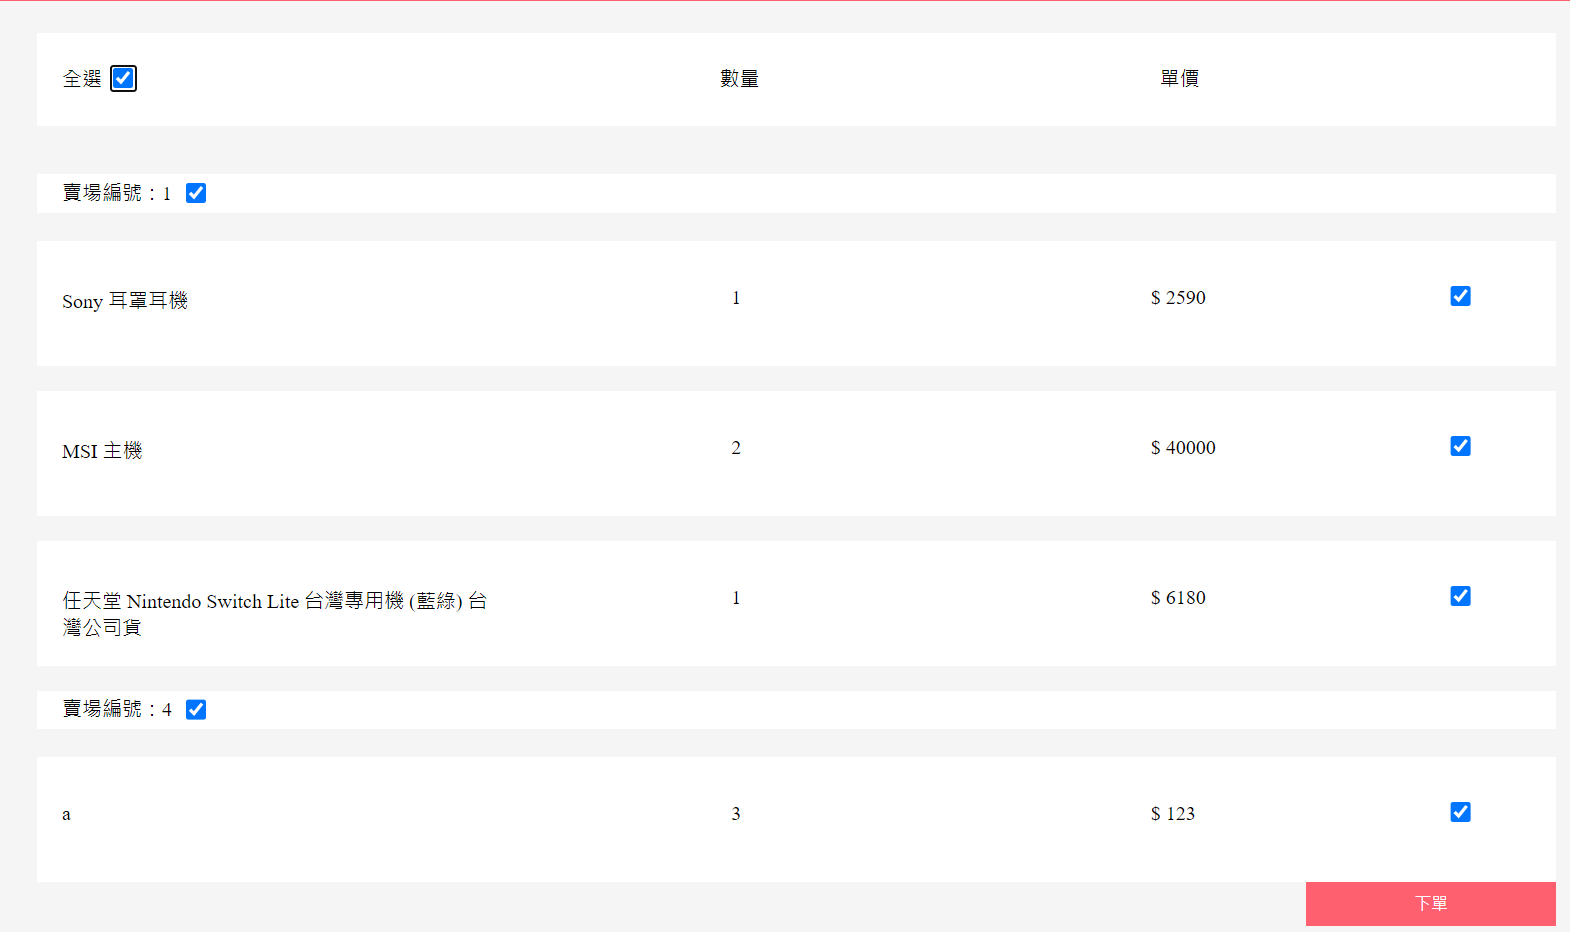 全選 數量 單價
賣場編號：1
Sony 耳罩耳機 1 $ 2590
MSI 主機 2 $ 40000
任天堂 Nintendo Switch Lite 台灣專用機 (藍綠) 台 1 $ 6180
灣公司貨
賣場編號：4
a 3 $ 123
下單